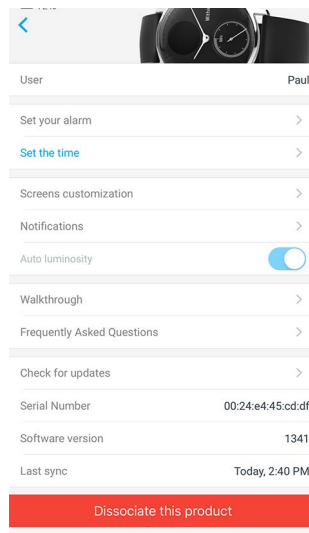 User Paul
Set your alarm
Set the time
Screens customization
Notifications
Auto luminosity
Walkthrough
Frequently Asked Questions
Check for updates
Serial Number 00:24:e4:45:cd:df
Software version 1341
Last sync Today, 2:40 PM
Dissociate this product